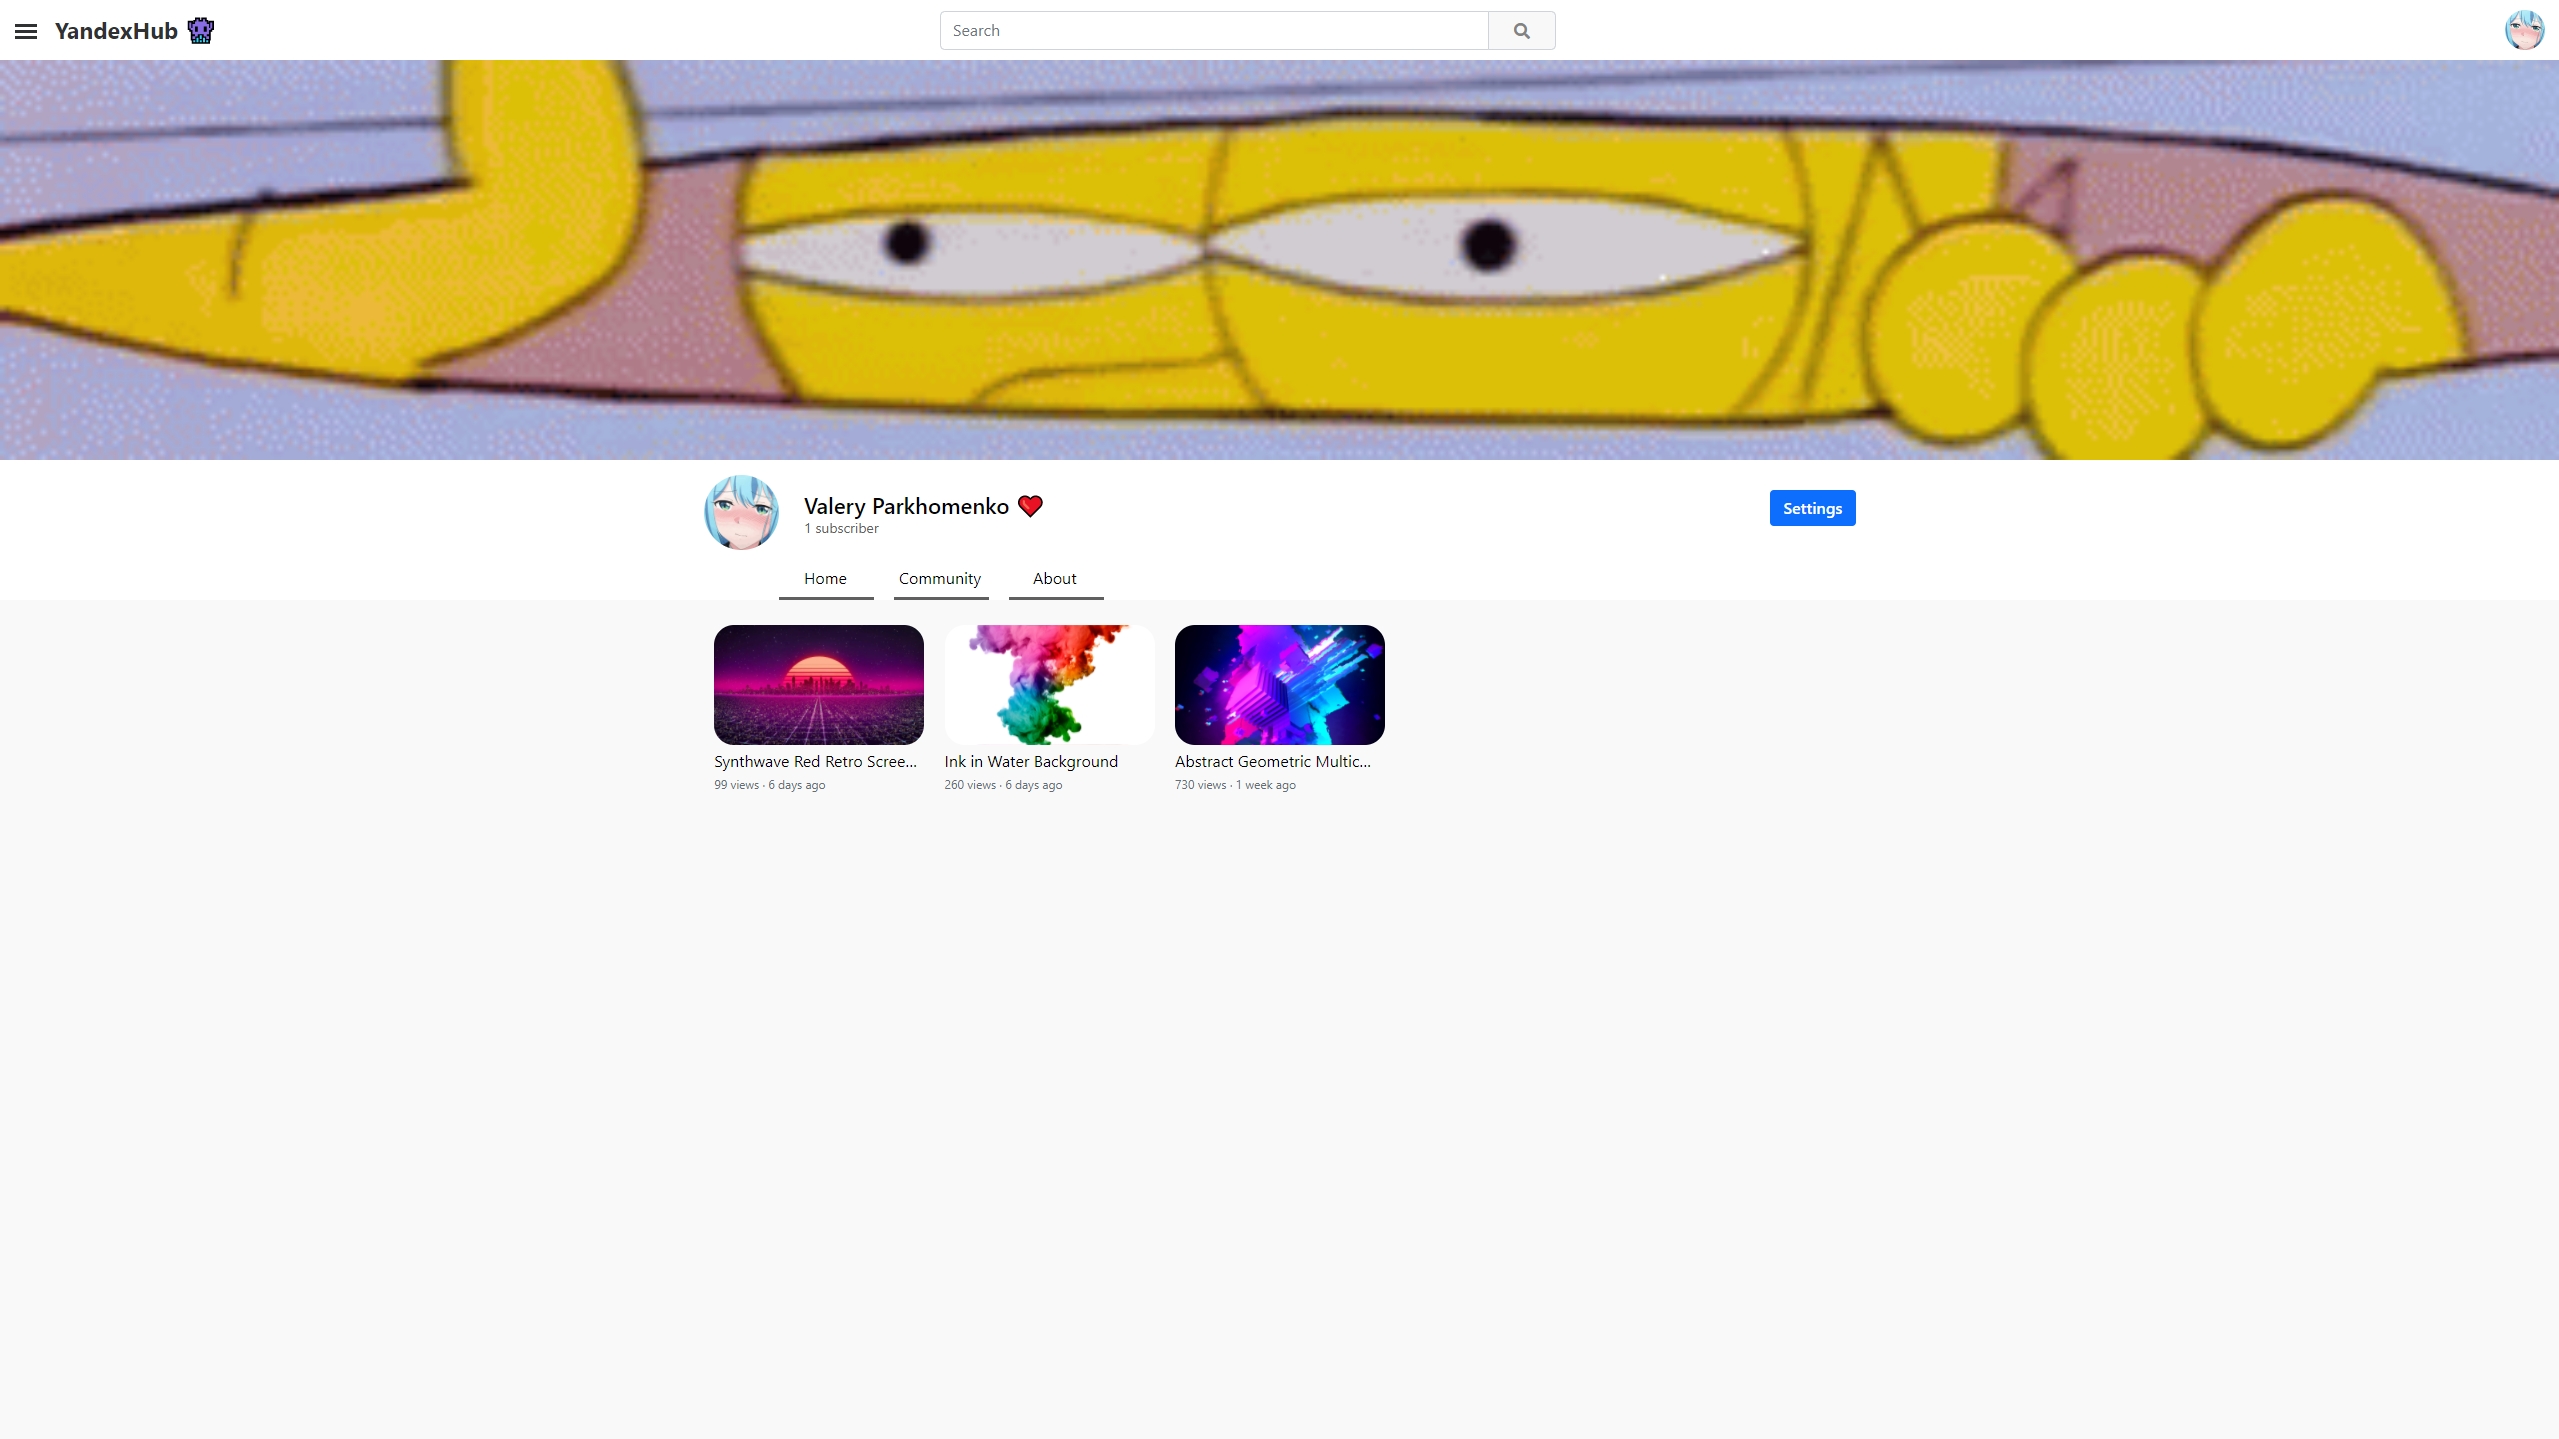 YandexHub
Search
Valery Parkhomenko
1 subscriber
Settings
Home
Community
About
Synthwave Red Retro Scree...
99 views · 6 days ago
Ink in Water Background
260 views · 6 days ago
Abstract Geometric Multic...
730 views · 1 week ago